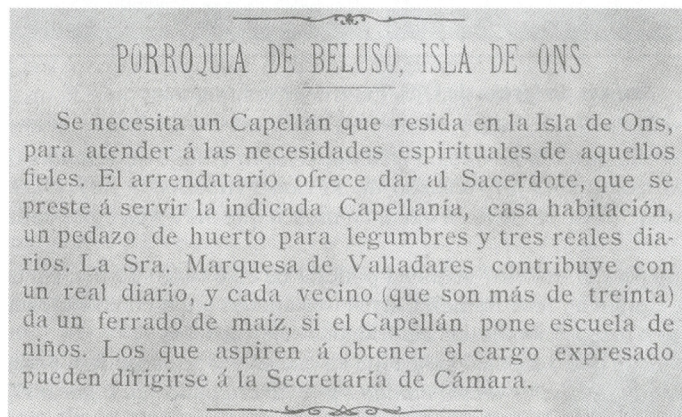 PORROQUIA DE BELUSO, ISLA DE ONS
Se necesita un Capellán que resida en la Isla de Ons,
para atender á las necesidades espirituales de aquellos
fieles. El arrendatario ofrece dar al Sacerdote, que se
preste á servir la indicada Capellanía, casa habitación,
un pedazo de huerto para legumbres y tres reales dia-
rios. La Sra. Marquesa de Valladares contribuye con
un real diario, y cada vecino (que son más de treinta)
da un ferrado de maíz, si el Capellán pone escuela de
niños. Los que aspiren á obtener el cargo expresado
pueden dirigirse á la Secretaría de Cámara.